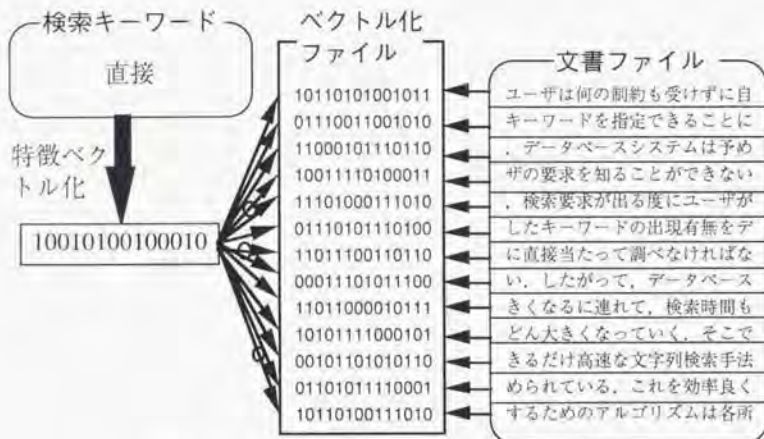 検索キーワード
直接
特徴ベク
トル化
10010100100010
ベクトル化
ファイル
10110101001011
01110011001010
11000101110110
10011110100011
11101000111010
01110101110100
11011100110110
00011101011100
11011000010111
10101111000101
00101101010110
01101011110001
10110100111010
文書ファイル
ユーザは何の制約も受けずに自
キーワードを指定できることに
，データベースシステムは予め
ザの要求を知ることができない
，検索要求が出る度にユーザが
したキーワードの出現有無をデ
に直接当たって調べなければな
い．したがって，データベース
きくなるに連れて，検索時間も
どん大きくなっていく．そこで
きるだけ高速な文字列検索手法
められている．これを効率良く
するためのアルゴリズムは各所